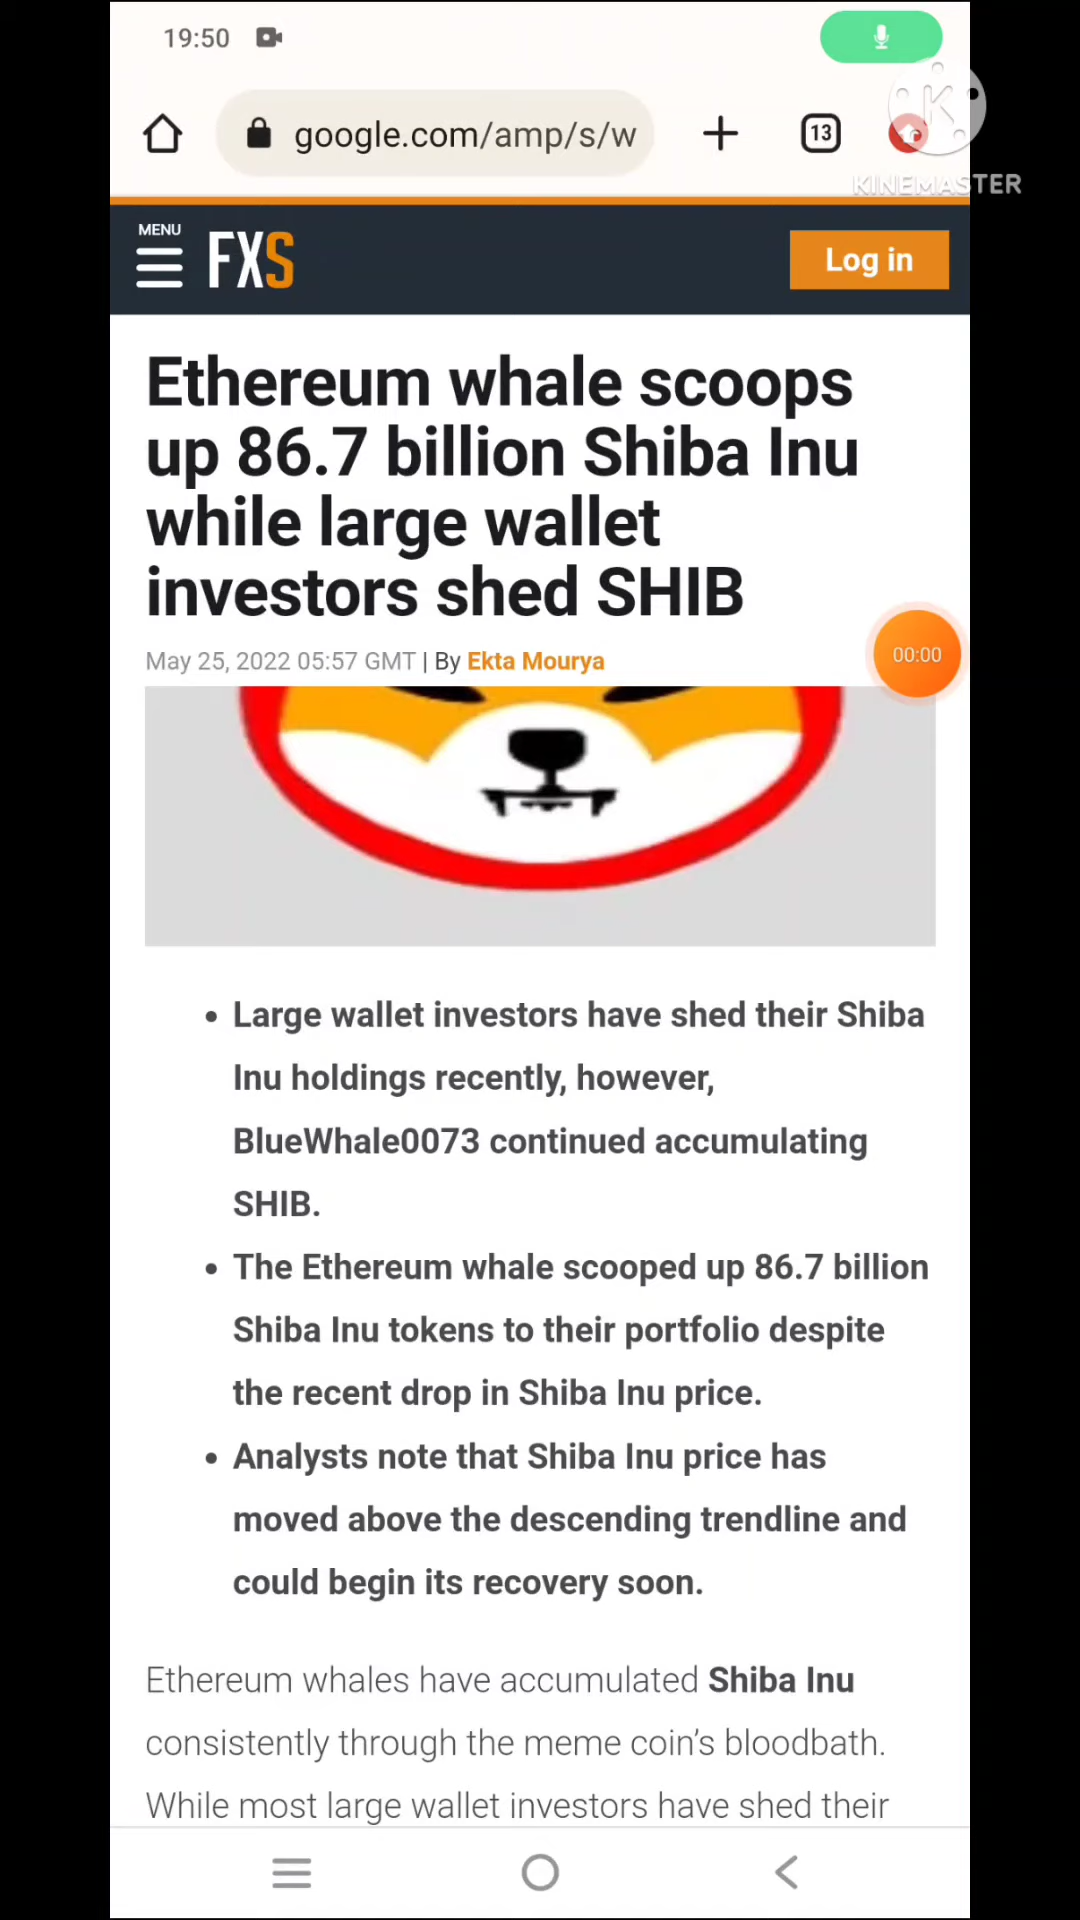 19:50
google.com/amp/s/w
13
KINEMASTER
MENU
FXS
Log in
Ethereum whale scoops
up 86.7 billion Shiba Inu
while large wallet
investors shed SHIB
May 25, 2022 05:57 GMT | By Ekta Mourya
00:00
• Large wallet investors have shed their Shiba
Inu holdings recently, however,
BlueWhale0073 continued accumulating
SHIB.
• The Ethereum whale scooped up 86.7 billion
Shiba Inu tokens to their portfolio despite
the recent drop in Shiba Inu price.
• Analysts note that Shiba Inu price has
moved above the descending trendline and
could begin its recovery soon.
Ethereum whales have accumulated Shiba Inu
consistently through the meme coin’s bloodbath.
While most large wallet investors have shed their